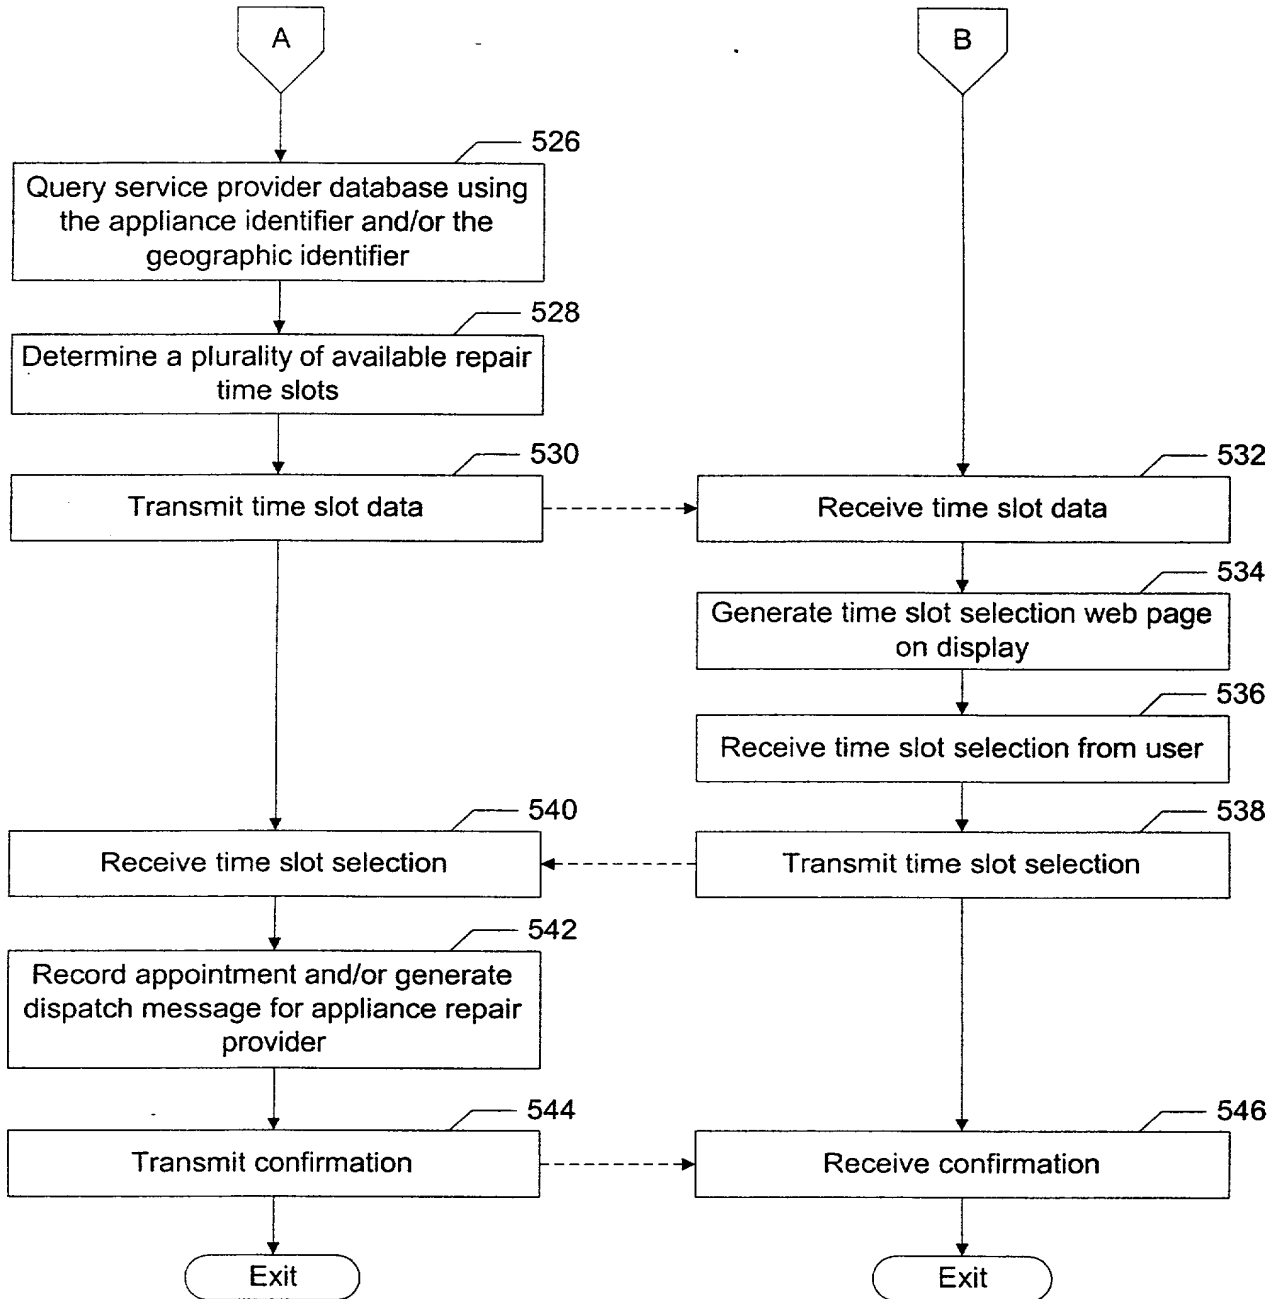 A
B
526
Query service provider database using
the appliance identifier and/or the
geographic identifier
528
Determine a plurality of available repair
time slots
530
Transmit time slot data
532
Receive time slot data
534
Generate time slot selection web page
on display
536
Receive time slot selection from user
540
Receive time slot selection
538
Transmit time slot selection
542
Record appointment and/or generate
dispatch message for appliance repair
provider
544
Transmit confirmation
546
Receive confirmation
Exit
Exit